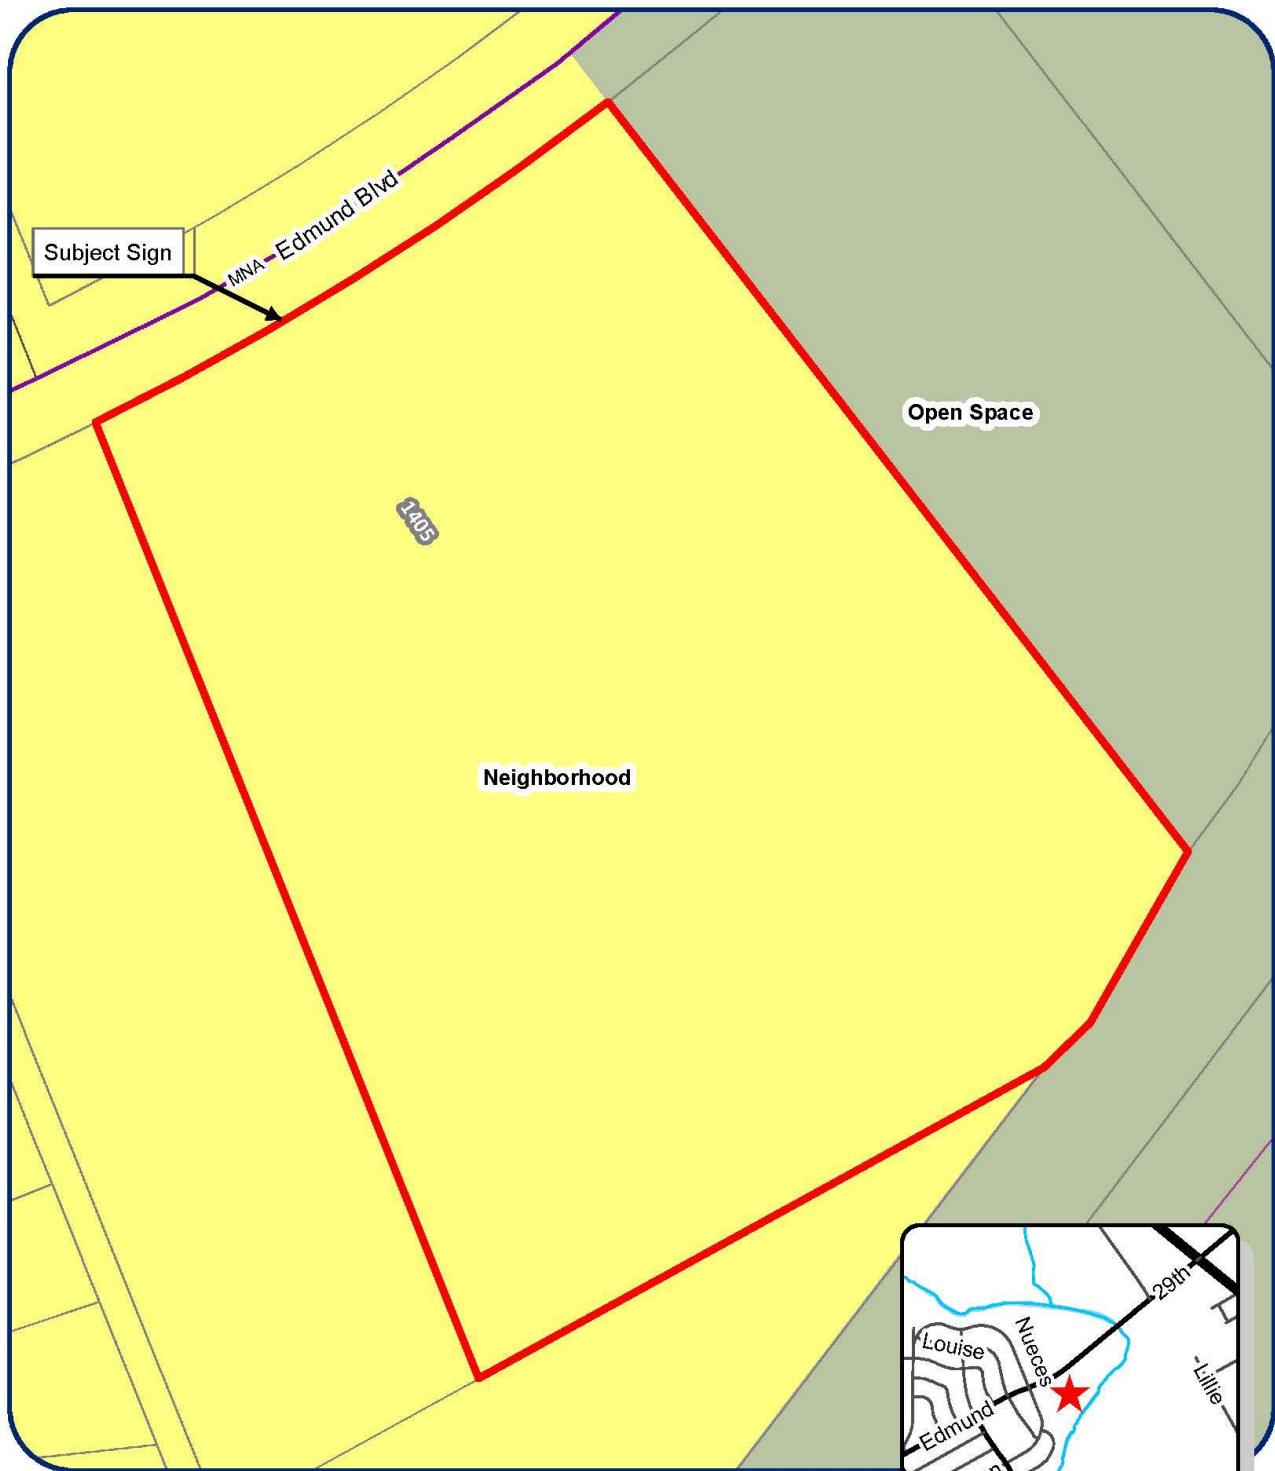 Edmund Blvd
MNA
Subject Sign
Open Space
1405
Neighborhood
29th
Nueces
Louise
Lillie
Edmund